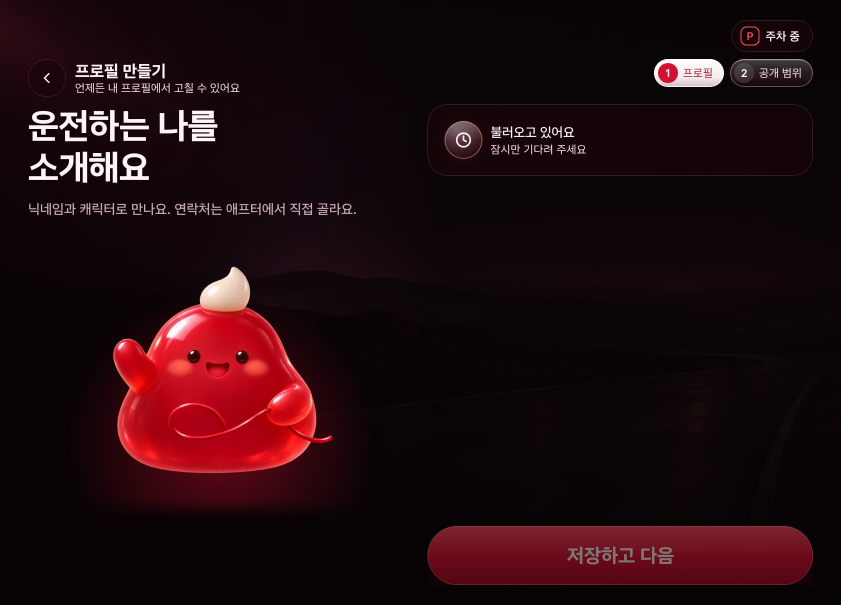 P 주차 중
프로필 만들기
언제든 내 프로필에서 고칠 수 있어요
1 프로필
2 공개 범위
운전하는 나를
소개해요
닉네임과 캐릭터로 만나요. 연락처는 애프터에서 직접 골라요.
불러오고 있어요
잠시만 기다려 주세요
저장하고 다음